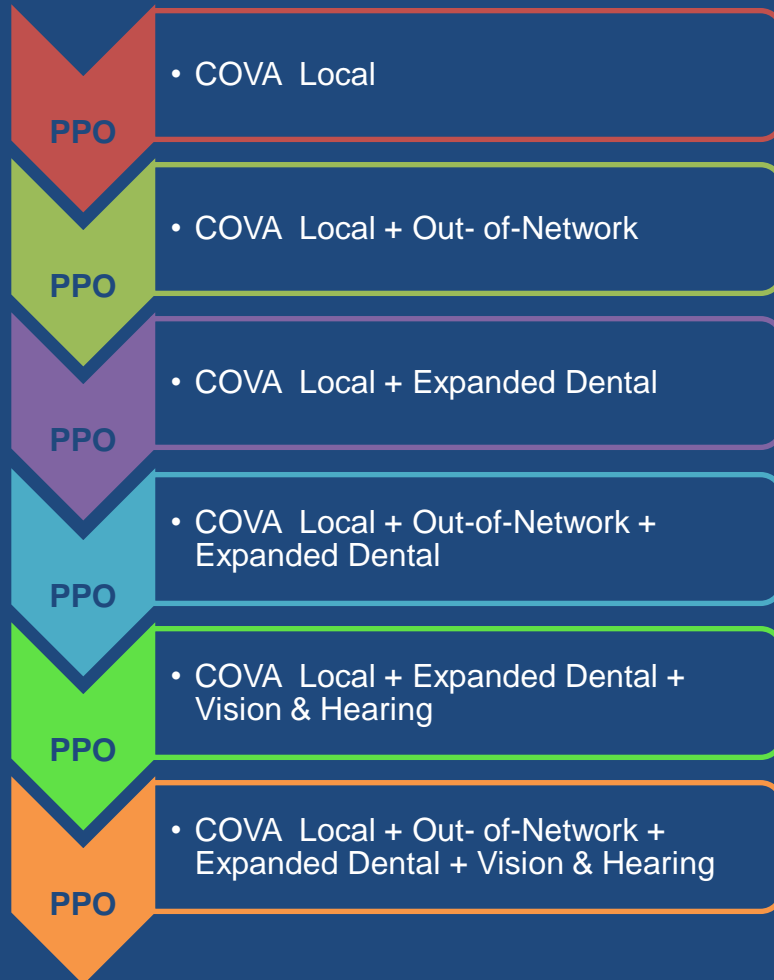 PPO
• COVA  Local
PPO
• COVA  Local + Out- of-Network
PPO
• COVA  Local + Expanded Dental
PPO
• COVA  Local + Out-of-Network +
Expanded Dental
PPO
• COVA  Local + Expanded Dental +
Vision & Hearing
PPO
• COVA  Local + Out- of-Network +
Expanded Dental + Vision & Hearing